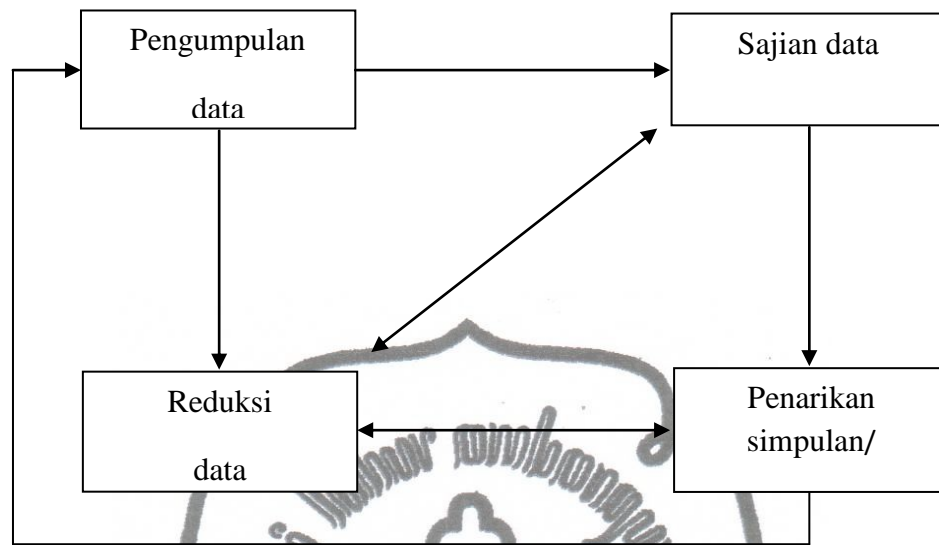 Pengumpulan
data
Sajian data
Reduksi
data
Penarikan
simpulan/